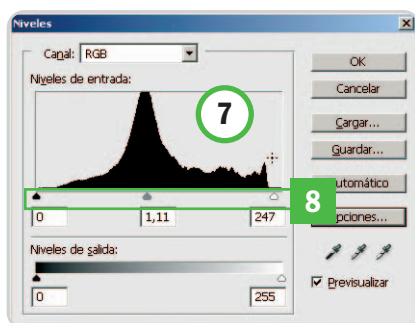 Niveles
Canal: RGB
Niveles de entrada:
7
8
0 1,11 247
Niveles de salida:
0 255
OK
Cancelar
Cargar...
Guardar...
utomático
pciones...
Previsualizar